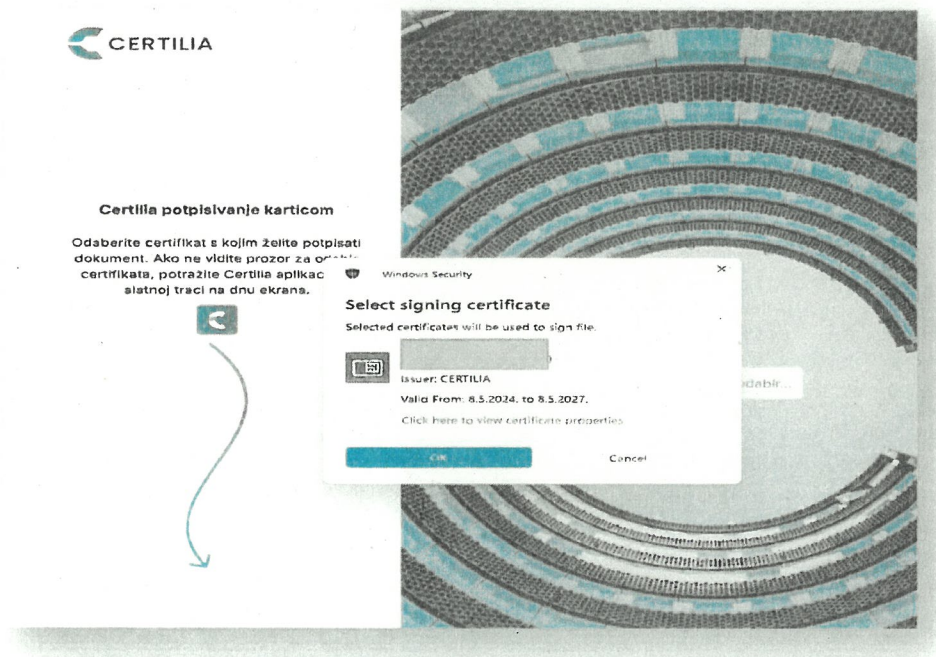 CERTILIA
Certilia potpisivanje karticom
Odaberite certifikat s kojim želite potpisati
dokument. Ako ne vidite prozor za
certifikata, potražite Certilia aplikac
alatnoj traci na dnu ekrana.
Windows Security
Select signing certificate
Selected certificates will be used to sign file.
Issuer: CERTILIA
Valid From: 8.5.2024. to 8.5.2027.
Click here to view certificate properties
OK
Cancel
odabir...